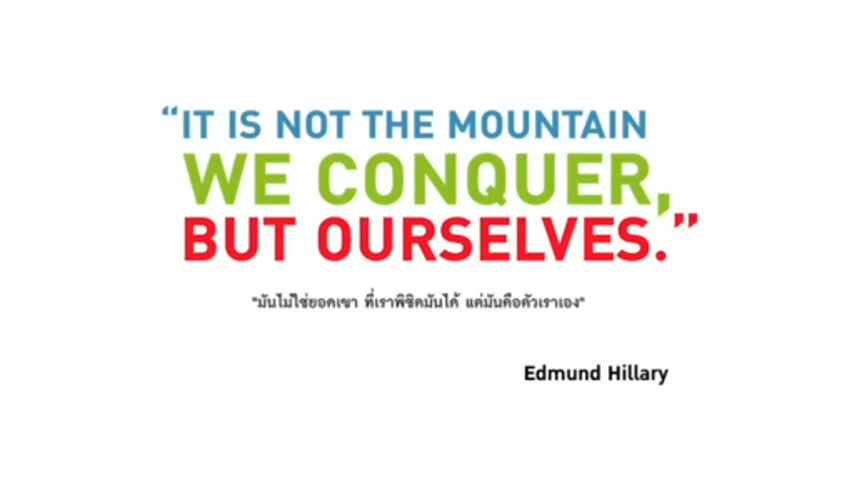 “IT IS NOT THE MOUNTAIN
WE CONQUER,
BUT OURSELVES.”
"มันไม่ใช่ยอดเขา ที่เราพิชิตมันได้ แต่มันคือตัวเราเอง"
Edmund Hillary